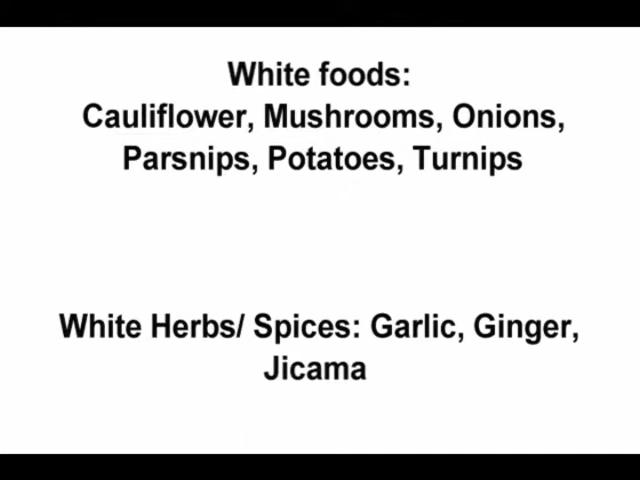 White foods:
Cauliflower, Mushrooms, Onions,
Parsnips, Potatoes, Turnips
White Herbs/ Spices: Garlic, Ginger,
Jicama